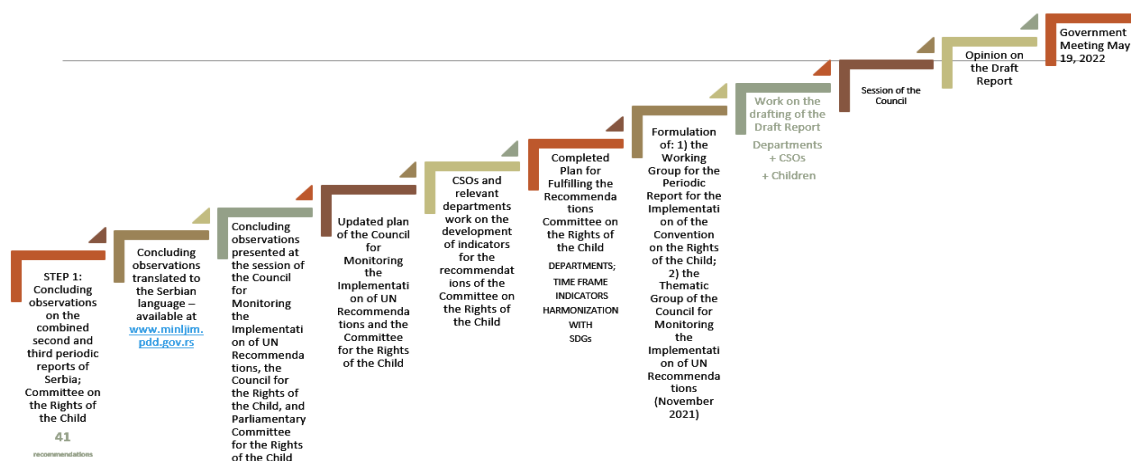 STEP 1:
Concluding
observations
on the
combined
second and
third periodic
reports of
Serbia;
Committee on
the Rights of
the Child
41
recommendations
Concluding
observations
translated to
the Serbian
language –
available at
www.minljim.
pdd.gov.rs
Concluding
observations
presented at
the session of
the Council
for
Monitoring
the
Implementati
on of UN
Recommenda
tions, the
Council for
the Rights of
the Child, and
Parliamentary
Committee
for the Rights
of the Child
Updated plan
of the Council
for
Monitoring
the
Implementati
on of UN
Recommenda
tions and the
Committee
for the Rights
of the Child
CSOs and
relevant
departments
work on the
development
of indicators
for the
recommendat
ions of the
Committee on
the Rights of
the Child
Completed
Plan for
Fulfilling the
Recommenda
tions
Committee on
the Rights of
the Child
DEPARTMENTS;
TIME FRAME
INDICATORS
HARMONIZATION
WITH
SDGs
Formulation
of: 1) the
Working
Group for the
Periodic
Report for the
Implementati
on of the
Convention
on the Rights
of the Child;
2) the
Thematic
Group of the
Council for
Monitoring
the
Implementati
on of UN
Recommenda
tions
(November
2021)
Work on the
drafting of the
Draft Report
Departments
+ CSOs
+ Children
Session of the
Council
Opinion on
the Draft
Report
Government
Meeting May
19, 2022